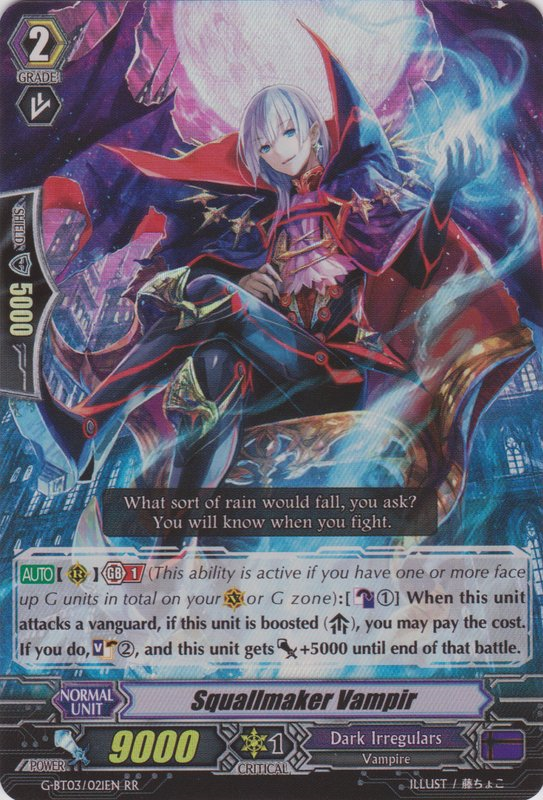 2
GRADE
SHIELD
5000
What sort of rain would fall, you ask?
You will know when you fight.
AUTO [ R ] GB 1 (This ability is active if you have one or more face
up G units in total on your V or G zone):[①] When this unit
attacks a vanguard, if this unit is boosted (), you may pay the cost.
If you do, V②, and this unit gets +5000 until end of that battle.
NORMAL
UNIT
Squallmaker Vampir
POWER
9000
1
CRITICAL
Dark Irregulars
Vampire
G-BT03/021EN RR
ILLUST / 藤ちょこ